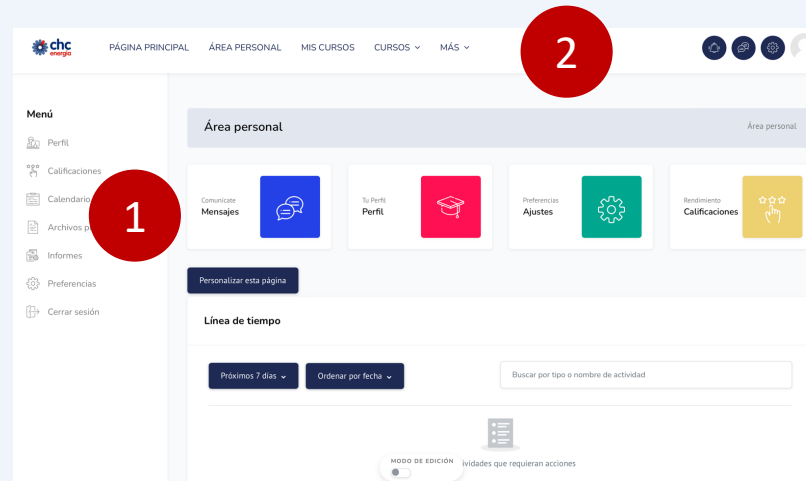 chc
energía
PÁGINA PRINCIPAL ÁREA PERSONAL MIS CURSOS CURSOS MÁS
2
Menú
Perfil
Calificaciones
Calendario
Archivos
Informes
Preferencias
Cerrar sesión
1
Área personal
Área personal
Comunícate
Mensajes
Tu Perfil
Perfil
Preferencias
Ajustes
Rendimiento
Calificaciones
Personalizar esta página
Línea de tiempo
Próximos 7 días
Ordenar por fecha
Buscar por tipo o nombre de actividad
MODO DE EDICIÓN
que requieran acciones